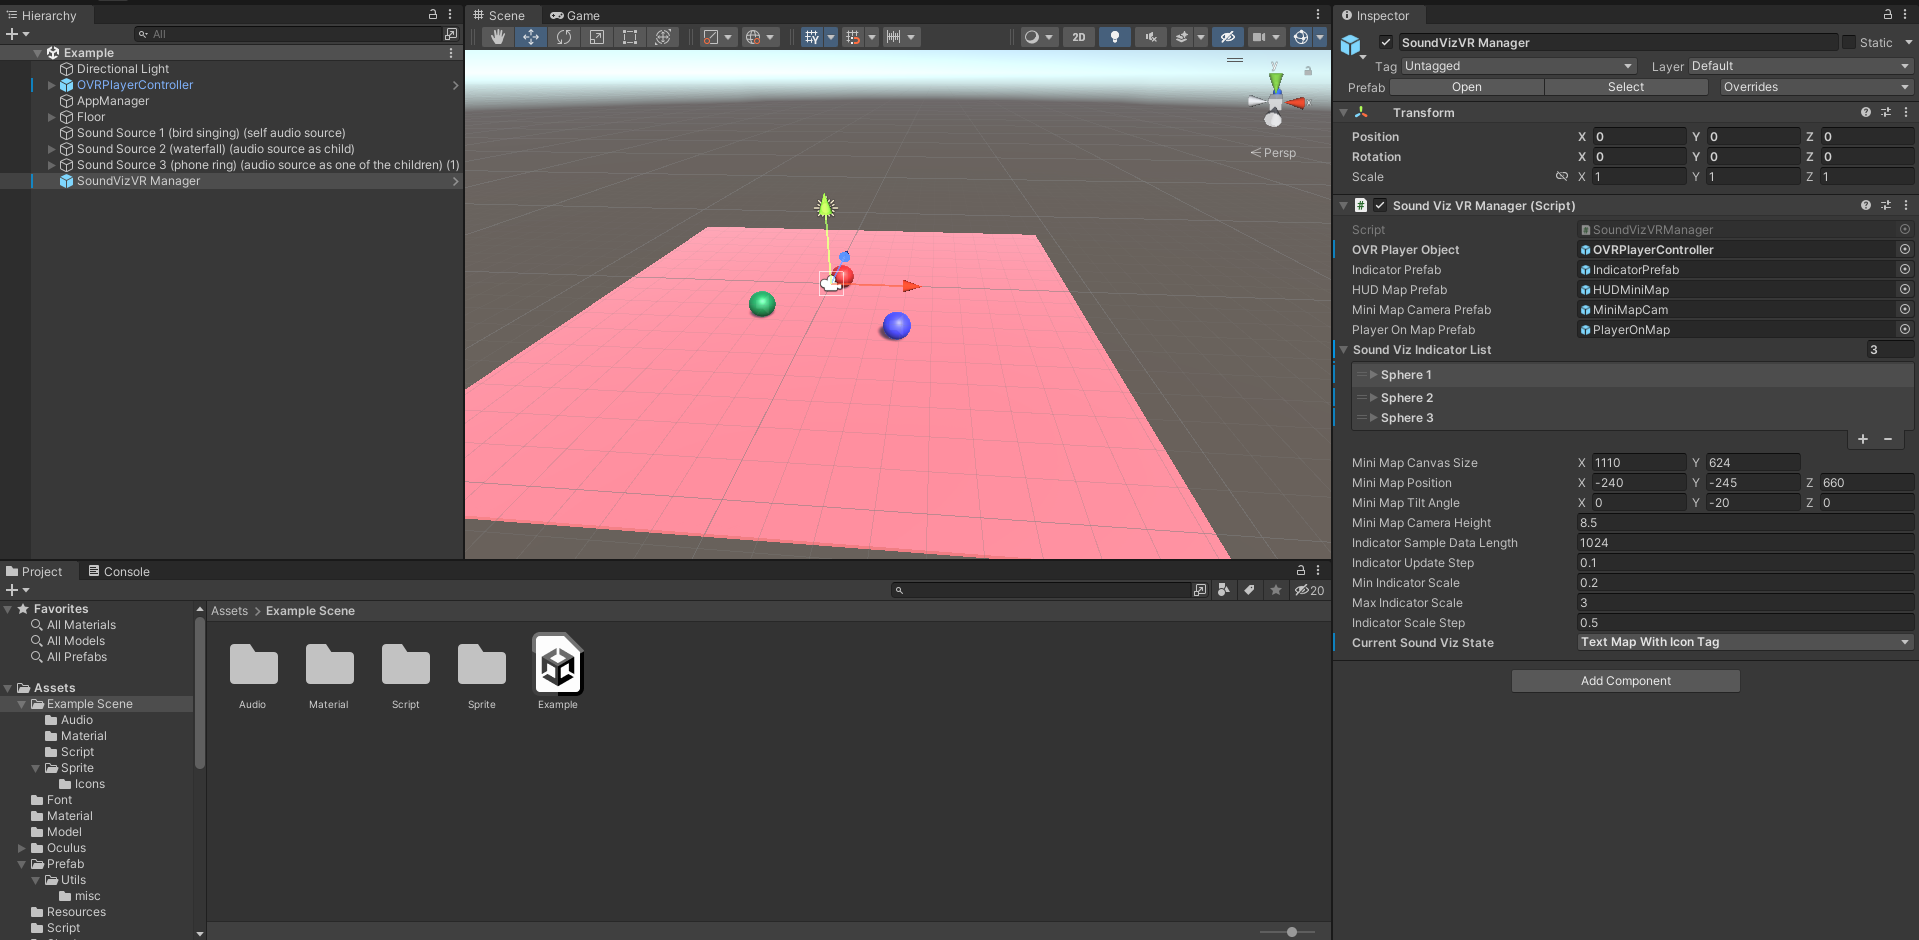 Hierarchy
All
Example
Directional Light
OVRPlayerController
AppManager
Floor
Sound Source 1 (bird singing) (self audio source)
Sound Source 2 (waterfall) (audio source as child)
Sound Source 3 (phone ring) (audio source as one of the children) (1)
SoundVizVR Manager
Scene
Game
2D
y
x
Persp
Project
Console
20
Favorites
All Materials
All Models
All Prefabs
Assets
Example Scene
Audio
Material
Script
Sprite
Icons
Font
Material
Model
Oculus
Prefab
Utils
misc
Resources
Script
Assets > Example Scene
Audio
Material
Script
Sprite
Example
Inspector
SoundVizVR Manager
Static
Tag Untagged
Layer Default
Prefab Open Select Overrides
Transform
Position X 0 Y 0 Z 0
Rotation X 0 Y 0 Z 0
Scale X 1 Y 1 Z 1
# Sound Viz VR Manager (Script)
Script SoundVizVRManager
OVR Player Object OVRPlayerController
Indicator Prefab IndicatorPrefab
HUD Map Prefab HUDMiniMap
Mini Map Camera Prefab MiniMapCam
Player On Map Prefab PlayerOnMap
Sound Viz Indicator List 3
Sphere 1
Sphere 2
Sphere 3
Mini Map Canvas Size X 1110 Y 624
Mini Map Position X -240 Y -245 Z 660
Mini Map Tilt Angle X 0 Y -20 Z 0
Mini Map Camera Height 8.5
Indicator Sample Data Length 1024
Indicator Update Step 0.1
Min Indicator Scale 0.2
Max Indicator Scale 3
Indicator Scale Step 0.5
Current Sound Viz State Text Map With Icon Tag
Add Component